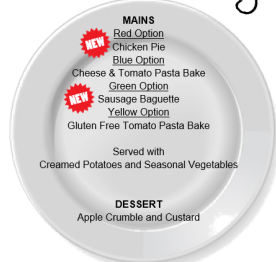 MAINS
Red Option
NEW
Chicken Pie
Blue Option
Cheese & Tomato Pasta Bake
Green Option
NEW
Sausage Baguette
Yellow Option
Gluten Free Tomato Pasta Bake
Served with
Creamed Potatoes and Seasonal Vegetables
DESSERT
Apple Crumble and Custard